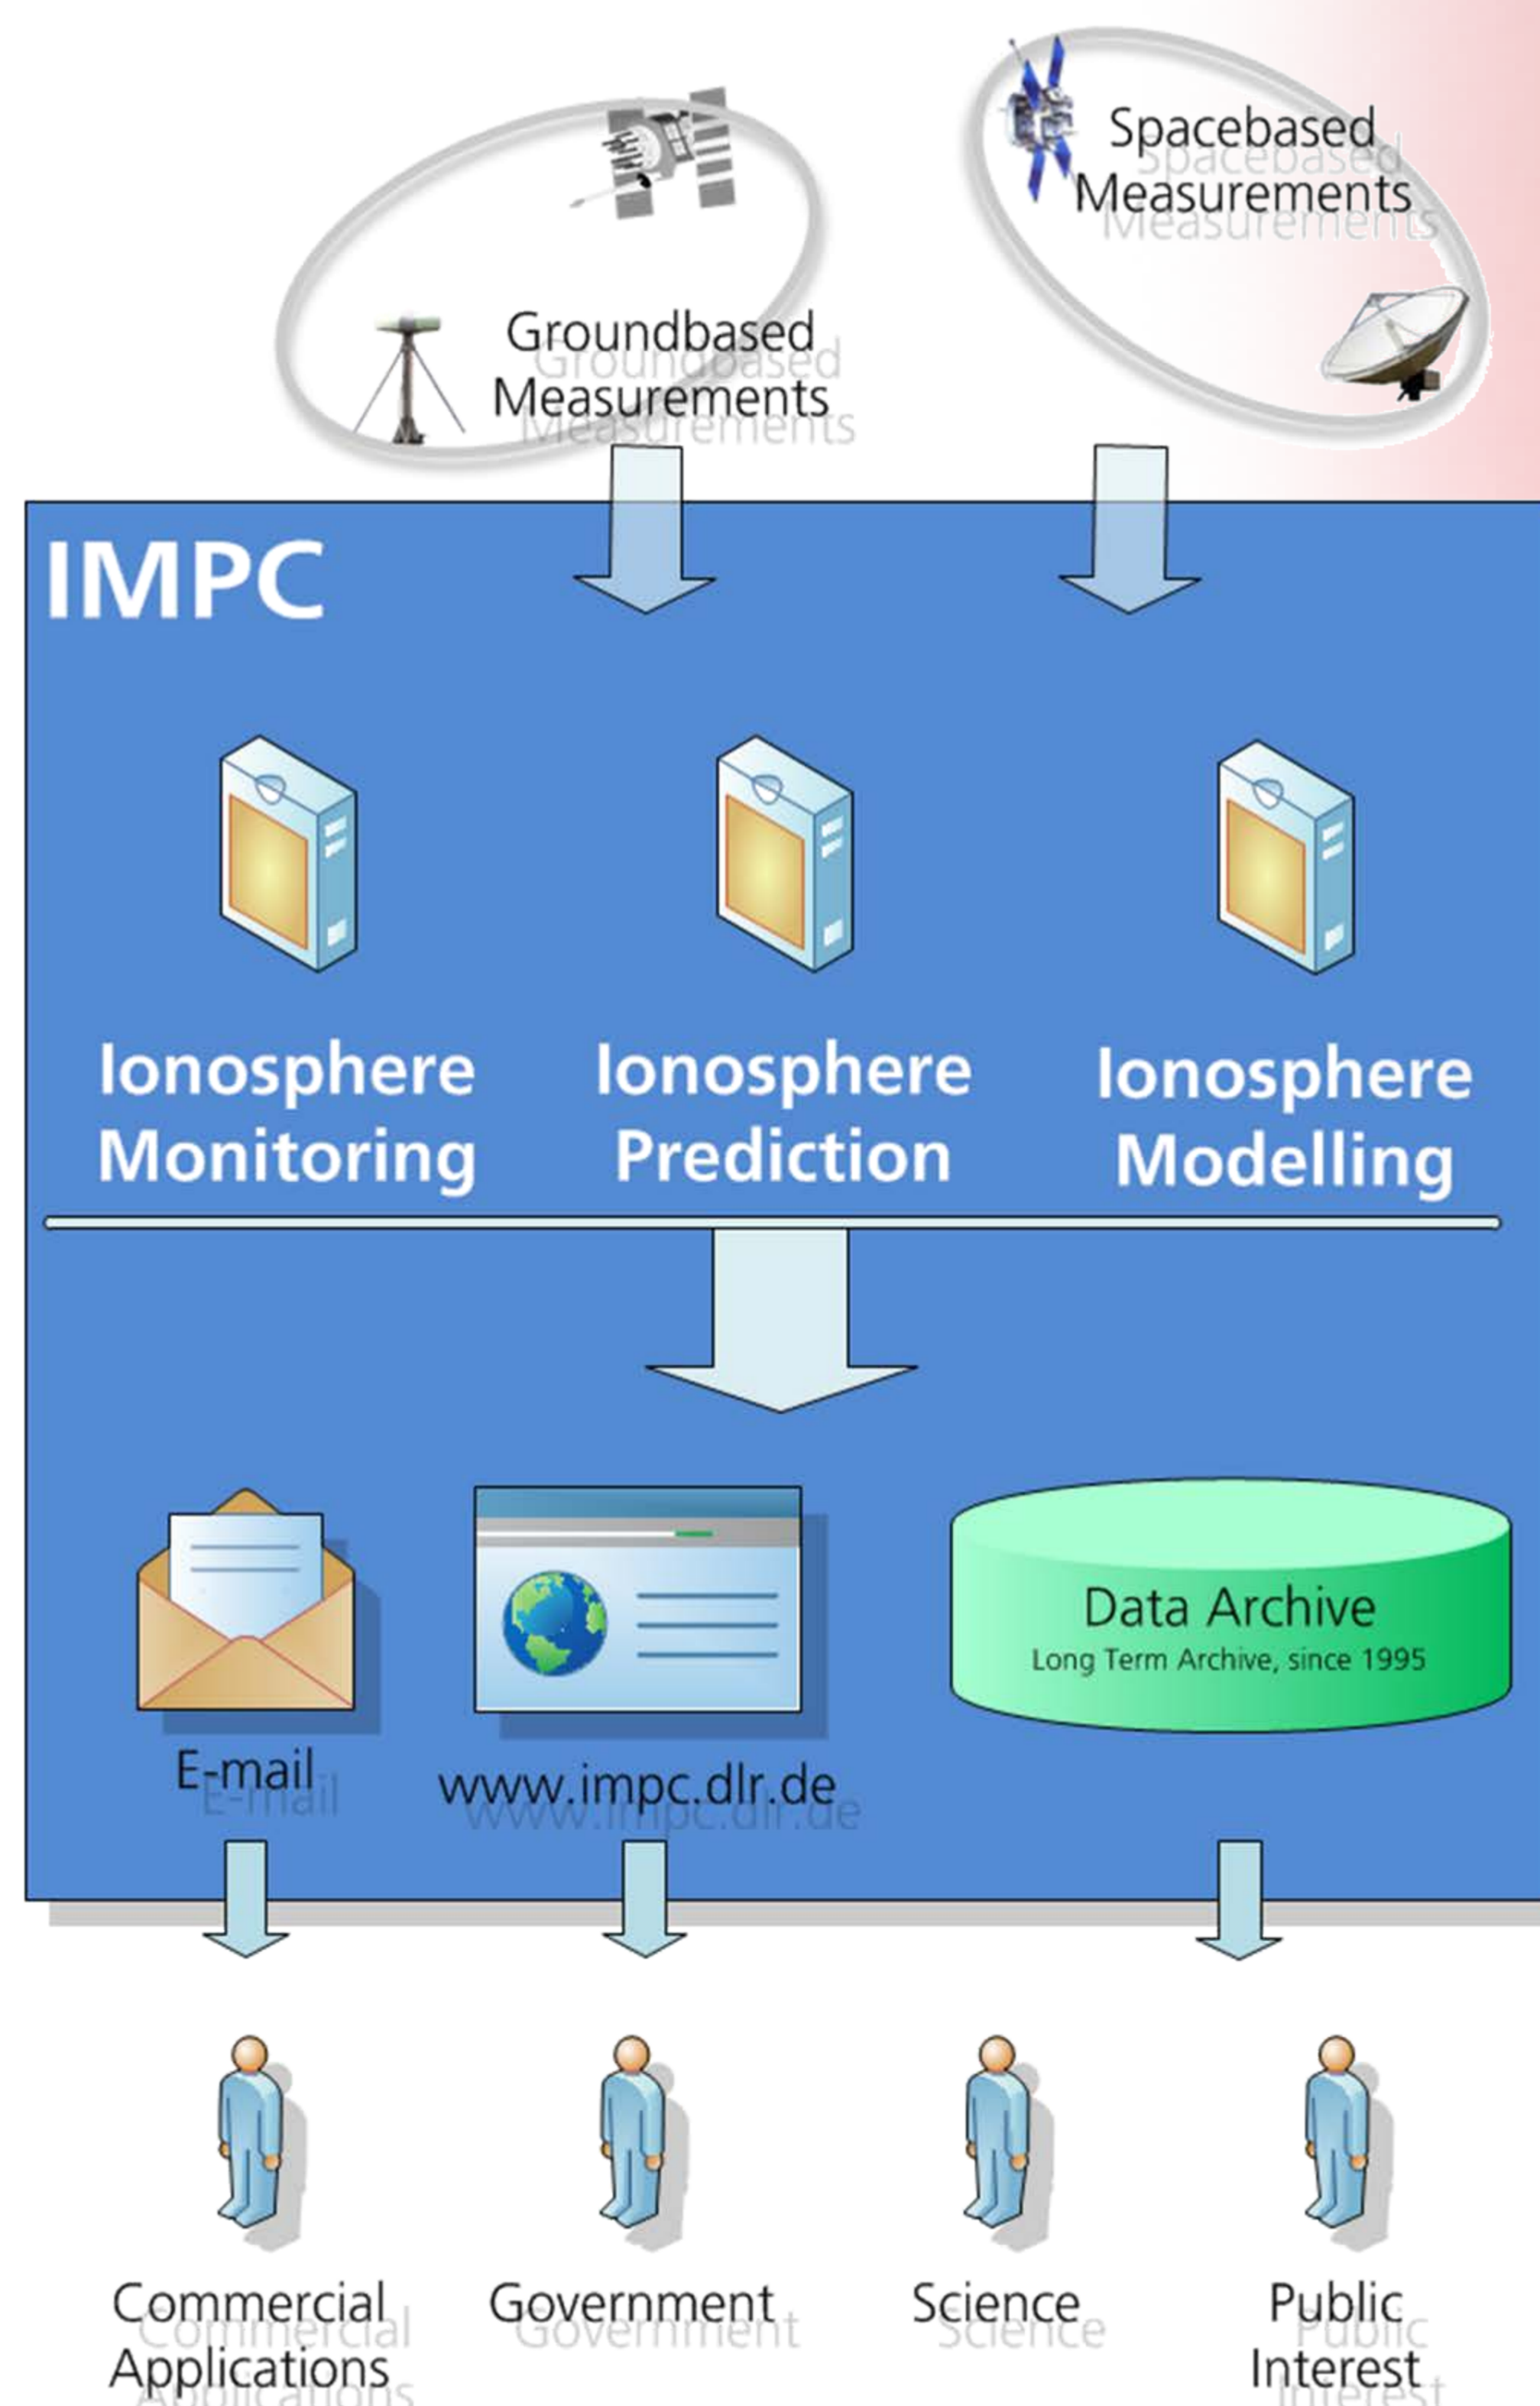 Spacebased
Measurements
Groundbased
Measurements
IMPC
Ionosphere
Monitoring
Ionosphere
Prediction
Ionosphere
Modelling
Data Archive
Long Term Archive, since 1995
E-mail
www.impc.dlr.de
Commercial
Applications
Government
Science
Public
Interest